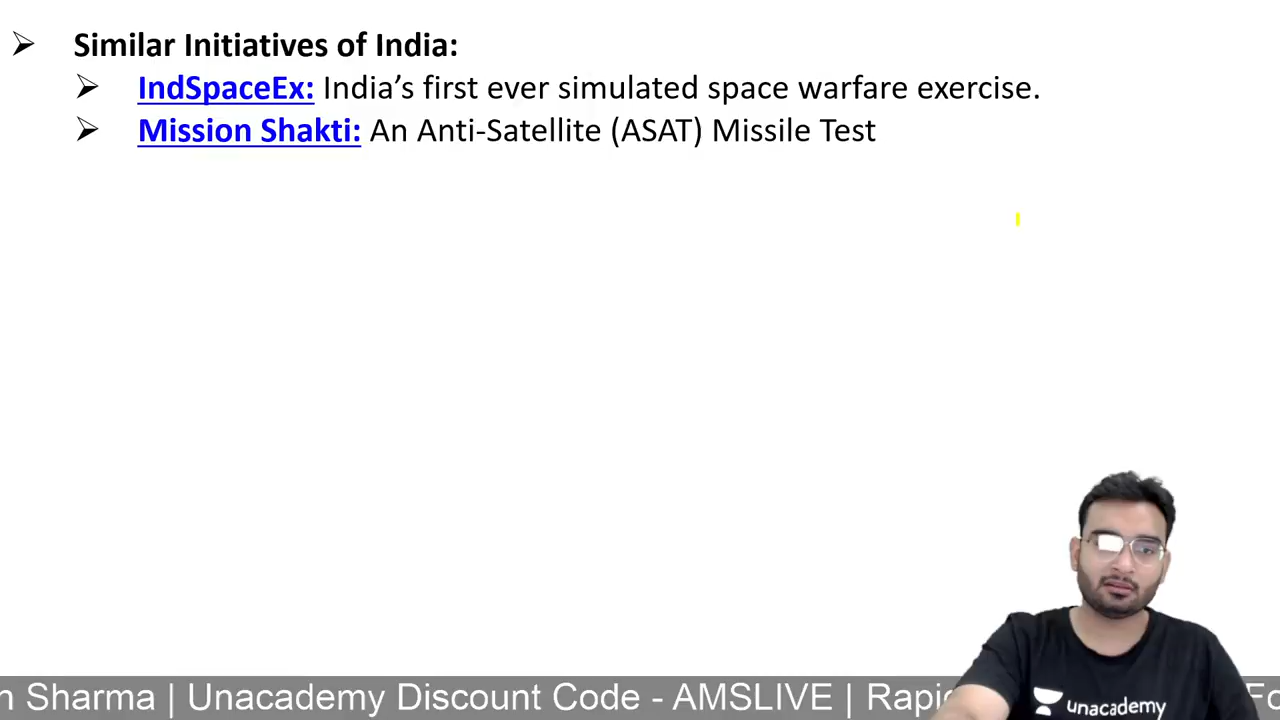 Similar Initiatives of India:
IndSpaceEx: India’s first ever simulated space warfare exercise.
Mission Shakti: An Anti-Satellite (ASAT) Missile Test
unacademy
Sharma | Unacademy Discount Code - AMSLIVE |